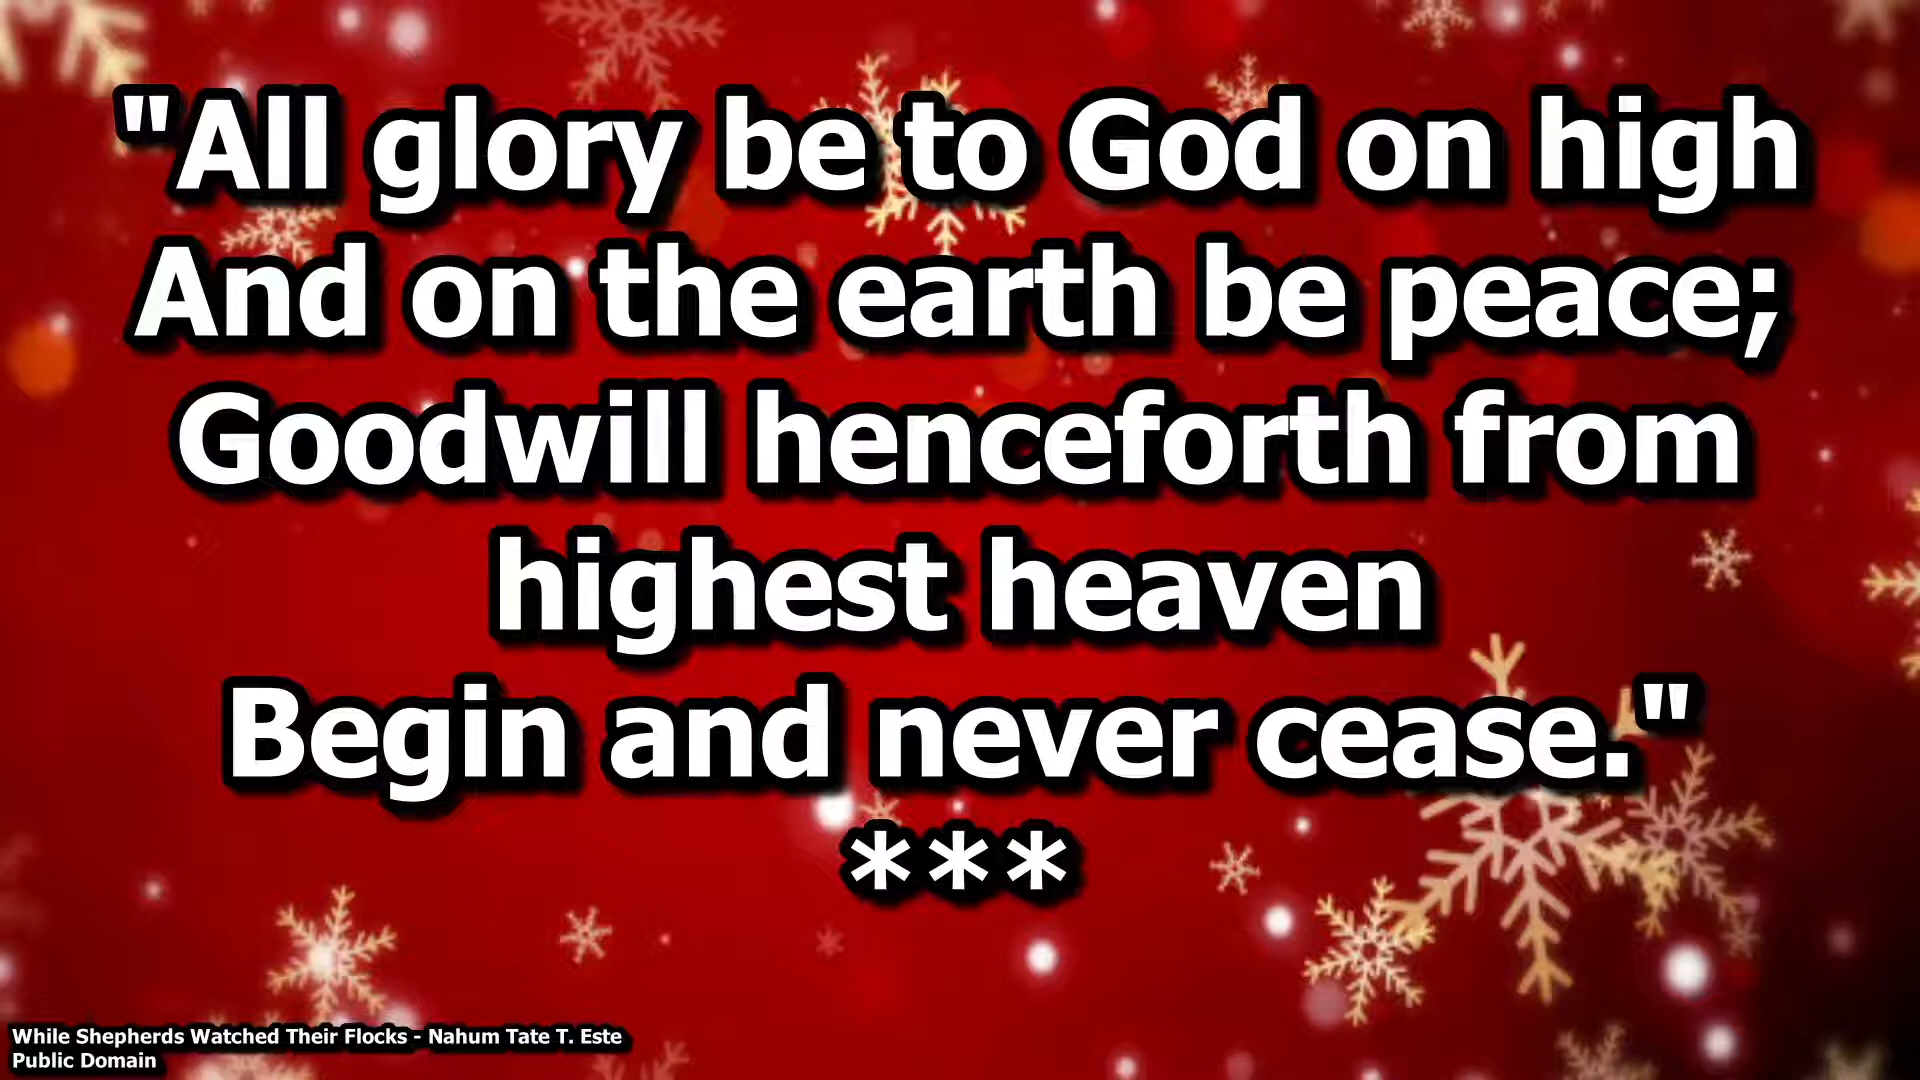 "All glory be to God on high
And on the earth be peace;
Goodwill henceforth from
highest heaven
Begin and never cease."
***
While Shepherds Watched Their Flocks - Nahum Tate T. Este
Public Domain